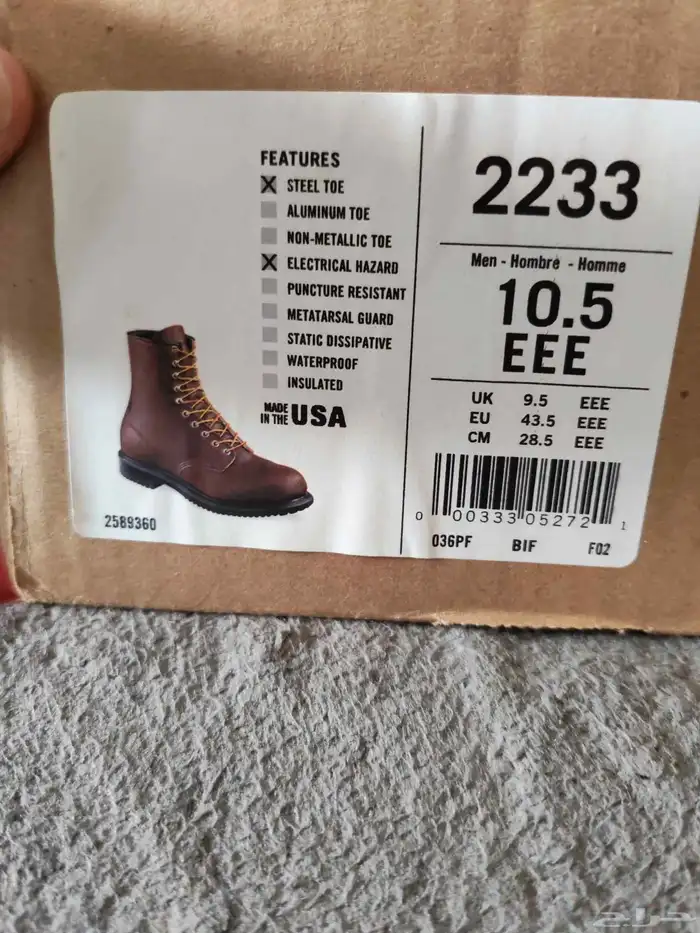 FEATURES
X STEEL TOE
ALUMINUM TOE
NON-METALLIC TOE
X ELECTRICAL HAZARD
PUNCTURE RESISTANT
METATARSAL GUARD
STATIC DISSIPATIVE
WATERPROOF
INSULATED
MADE
IN THE USA
2589360
2233
Men - Hombre - Homme
10.5
EEE
UK 9.5 EEE
EU 43.5 EEE
CM 28.5 EEE
0 00333 05272 1
036PF BIF F02
حراج